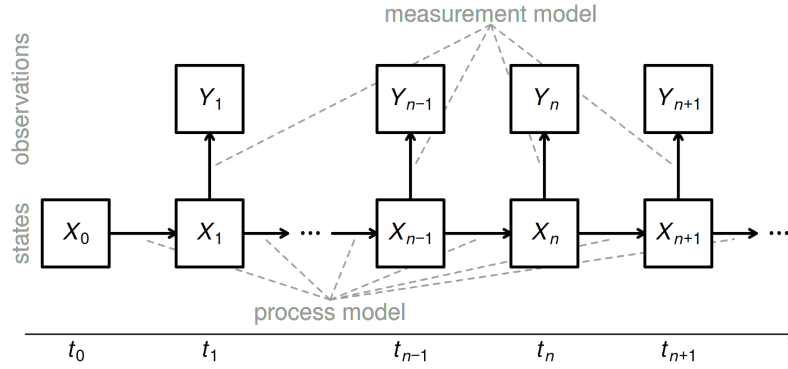 measurement model
observations
Y₁ Yₙ₋₁ Yₙ Yₙ₊₁
states
X₀ X₁ ... Xₙ₋₁ Xₙ Xₙ₊₁ ...
process model
t₀ t₁ tₙ₋₁ tₙ tₙ₊₁